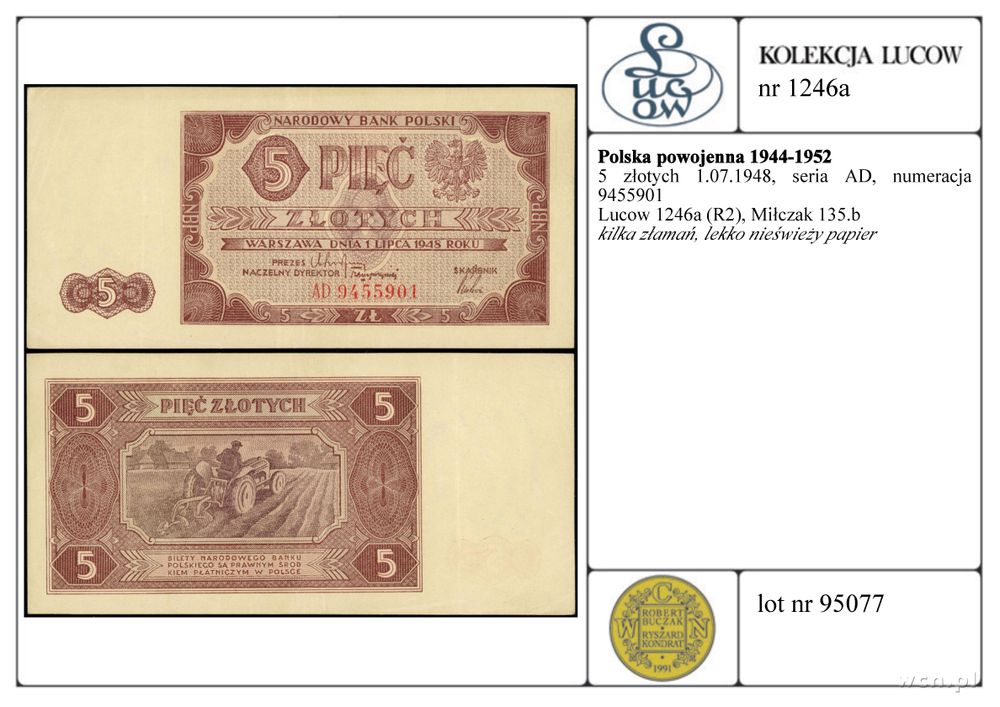 NARODOWY BANK POLSKI
5 PIĘĆ
ZŁOTYCH
NBP
NBP
WARSZAWA DNIA 1 LIPCA 1948 ROKU
PREZES
NACZELNY DYREKTOR
SKARBNIK
AD 9455901
5
5 ZŁ 5
5 PIĘĆ ZŁOTYCH 5
BILETY NARODOWEGO BANKU
POLSKIEGO SĄ PRAWNYM ŚROD
KIEM PŁATNICZYM W POLSCE
5 5
Lucow
KOLEKCJA LUCOW
nr 1246a
Polska powojenna 1944-1952
5 złotych 1.07.1948, seria AD, numeracja
9455901
Lucow 1246a (R2), Miłczak 135.b
kilka złamań, lekko nieświeży papier
WCN
ROBERT
BUCZAK
RYSZARD
KONDRAT
1991
lot nr 95077
wcn.pl